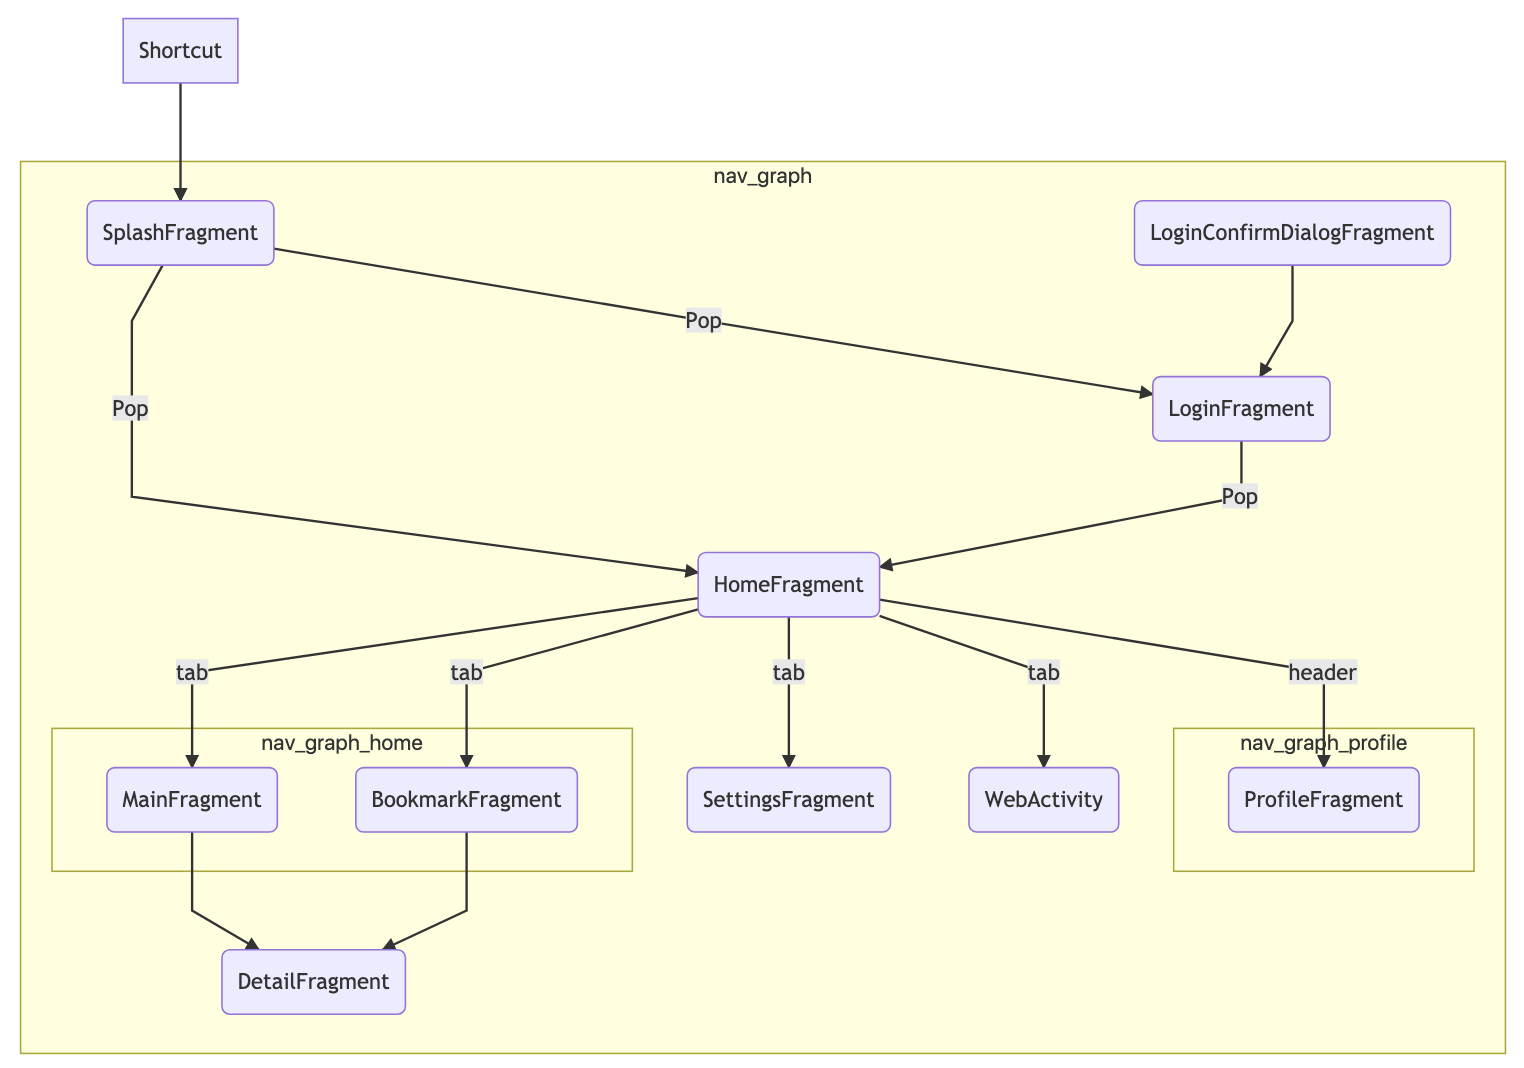 Shortcut
nav_graph
SplashFragment
LoginConfirmDialogFragment
Pop
Pop
LoginFragment
Pop
HomeFragment
tab
tab
tab
tab
header
nav_graph_home
nav_graph_profile
MainFragment
BookmarkFragment
SettingsFragment
WebActivity
ProfileFragment
DetailFragment